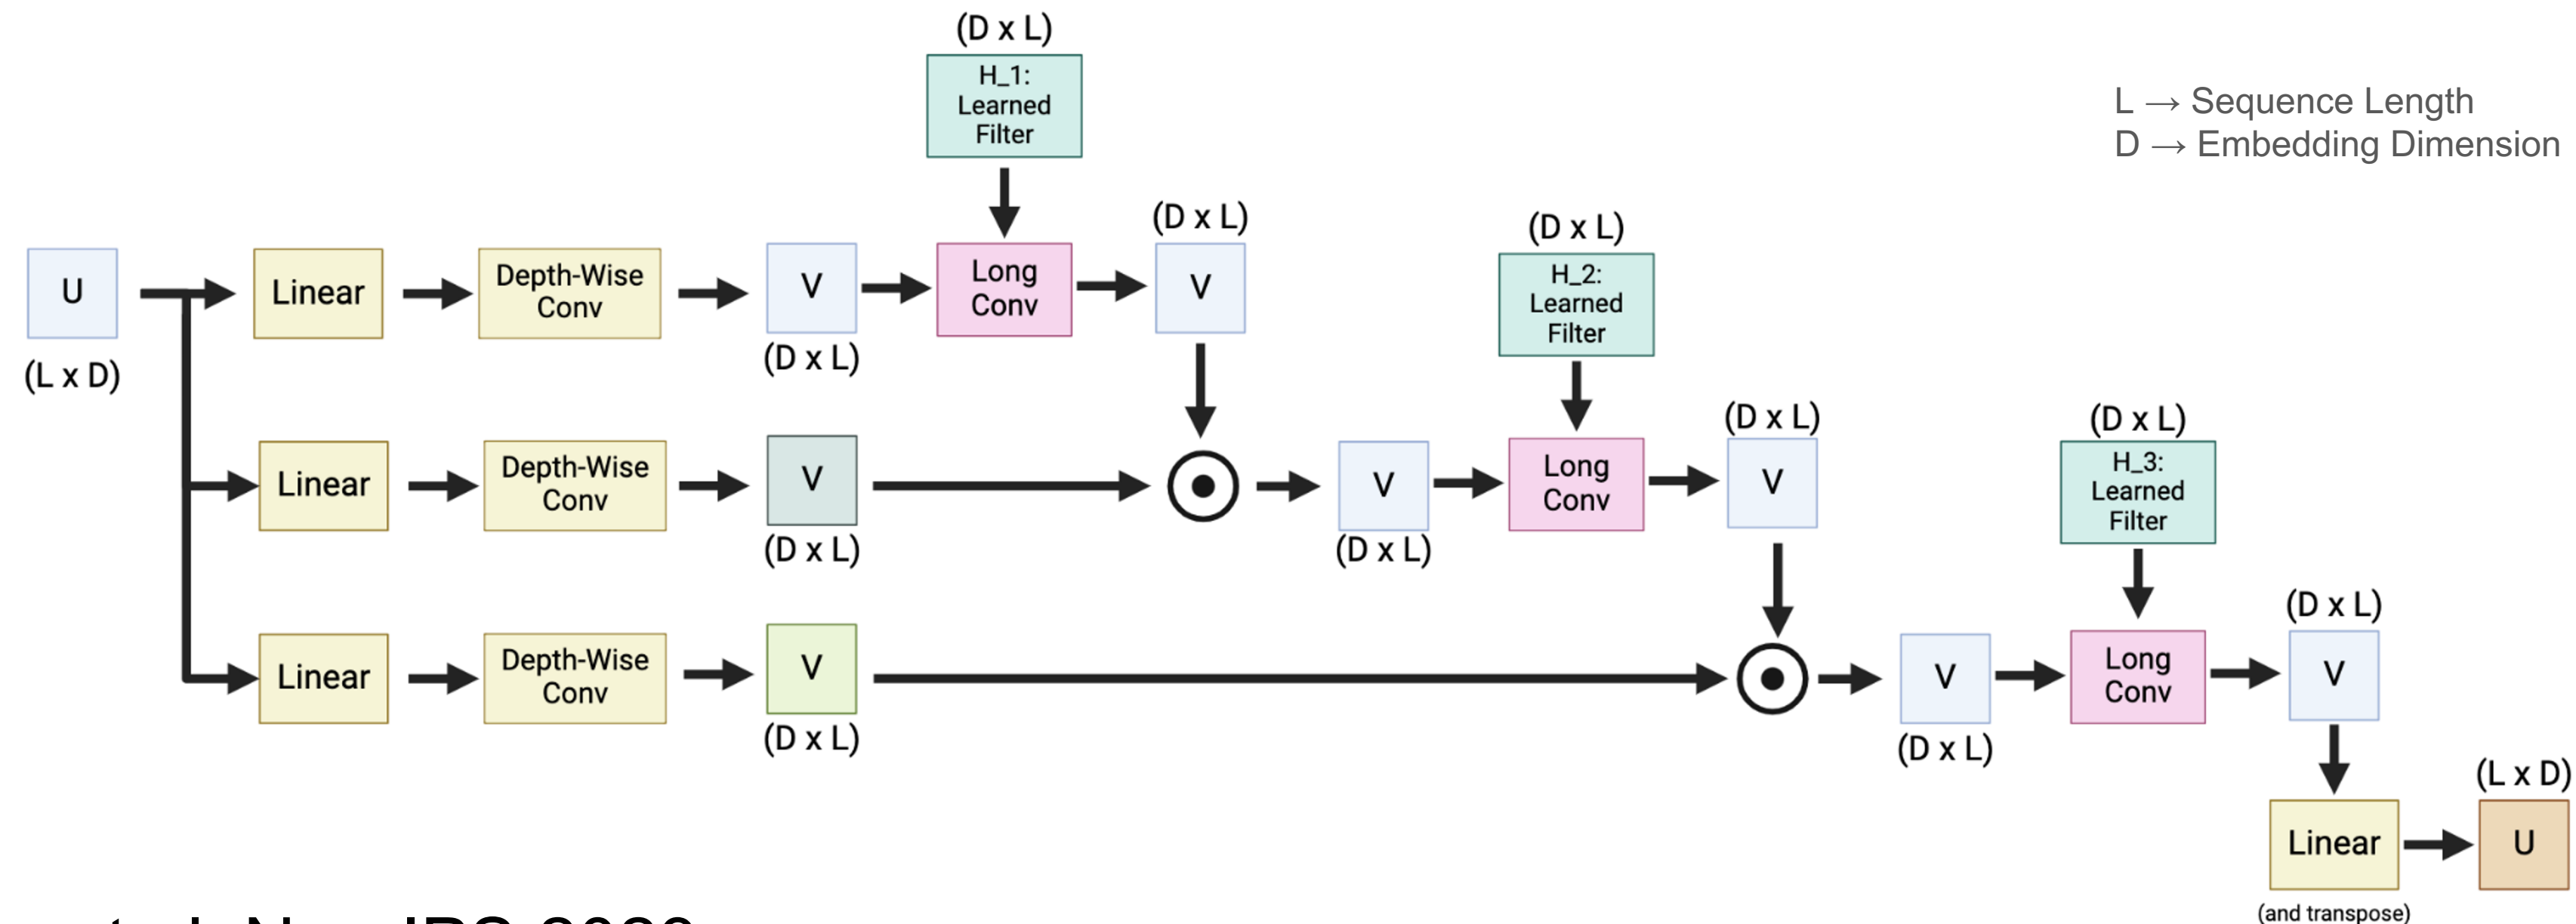 (D x L)
H_1:
Learned
Filter
L → Sequence Length
D → Embedding Dimension
(D x L)
(D x L)
H_2:
Learned
Filter
U
(L x D)
Linear
Depth-Wise
Conv
V
(D x L)
Long
Conv
V
(D x L)
(D x L)
H_3:
Learned
Filter
Linear
Depth-Wise
Conv
V
(D x L)
V
(D x L)
Long
Conv
V
(D x L)
Linear
Depth-Wise
Conv
V
(D x L)
V
(D x L)
Long
Conv
V
(L x D)
Linear
(and transpose)
U